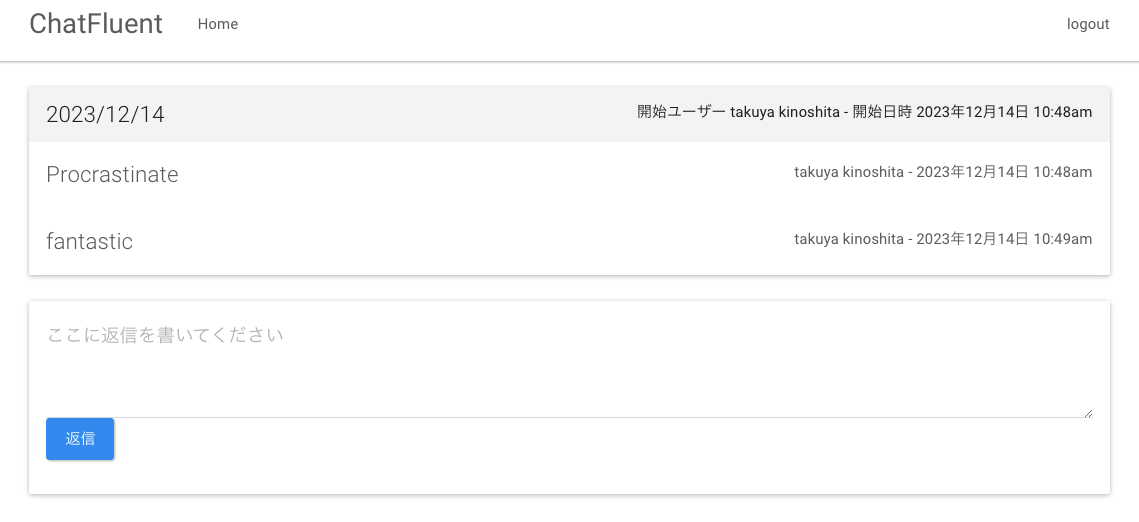 ChatFluent Home logout
2023/12/14 開始ユーザー takuya kinoshita - 開始日時 2023年12月14日 10:48am
Procrastinate takuya kinoshita - 2023年12月14日 10:48am
fantastic takuya kinoshita - 2023年12月14日 10:49am
ここに返信を書いてください
返信